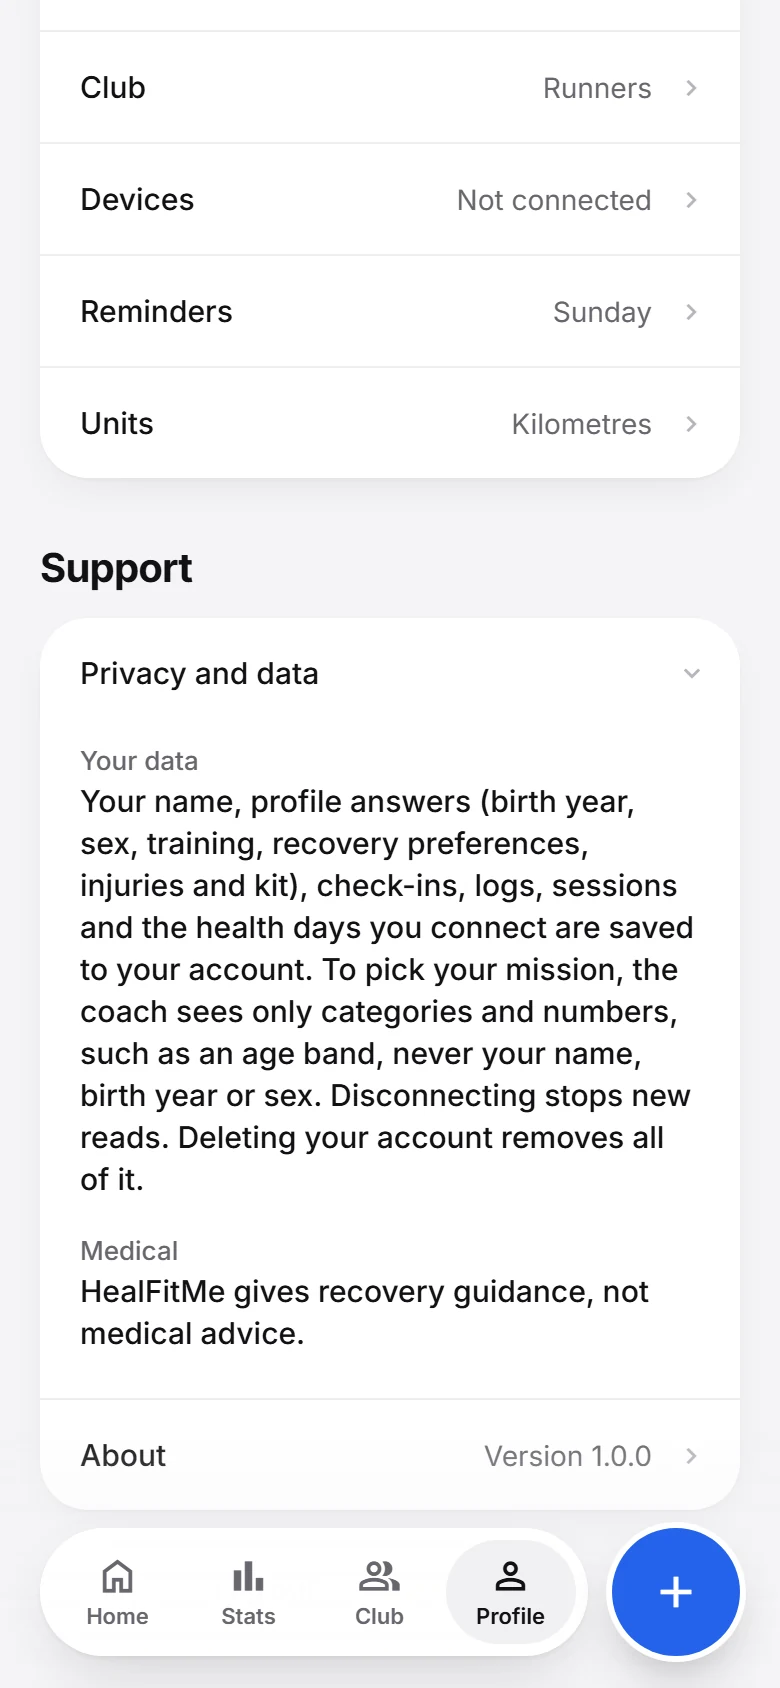 Club
Runners
Devices
Not connected
Reminders
Sunday
Units
Kilometres
Support
Privacy and data
Your data
Your name, profile answers (birth year,
sex, training, recovery preferences,
injuries and kit), check-ins, logs, sessions
and the health days you connect are saved
to your account. To pick your mission, the
coach sees only categories and numbers,
such as an age band, never your name,
birth year or sex. Disconnecting stops new
reads. Deleting your account removes all
of it.
Medical
HealFitMe gives recovery guidance, not
medical advice.
About
Version 1.0.0
Home
Stats
Club
Profile